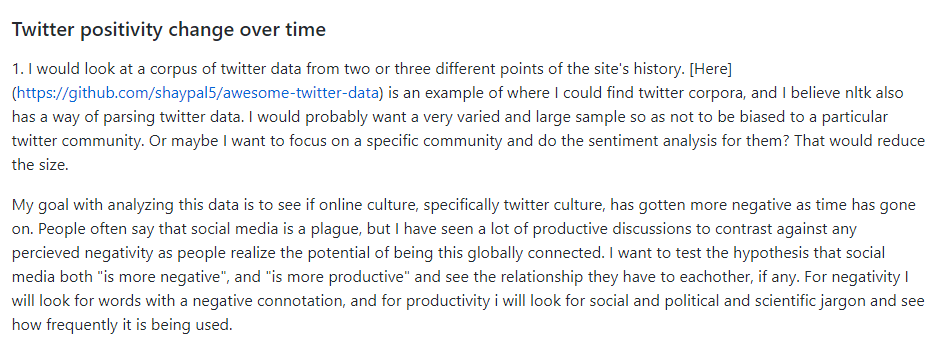 Twitter positivity change over time
1. I would look at a corpus of twitter data from two or three different points of the site's history. [Here]
(https://github.com/shaypal5/awesome-twitter-data) is an example of where I could find twitter corpora, and I believe nltk also
has a way of parsing twitter data. I would probably want a very varied and large sample so as not to be biased to a particular
twitter community. Or maybe I want to focus on a specific community and do the sentiment analysis for them? That would reduce
the size.
My goal with analyzing this data is to see if online culture, specifically twitter culture, has gotten more negative as time has gone
on. People often say that social media is a plague, but I have seen a lot of productive discussions to contrast against any
percieved negativity as people realize the potential of being this globally connected. I want to test the hypothesis that social
media both "is more negative", and "is more productive" and see the relationship they have to eachother, if any. For negativity I
will look for words with a negative connotation, and for productivity i will look for social and political and scientific jargon and see
how frequently it is being used.